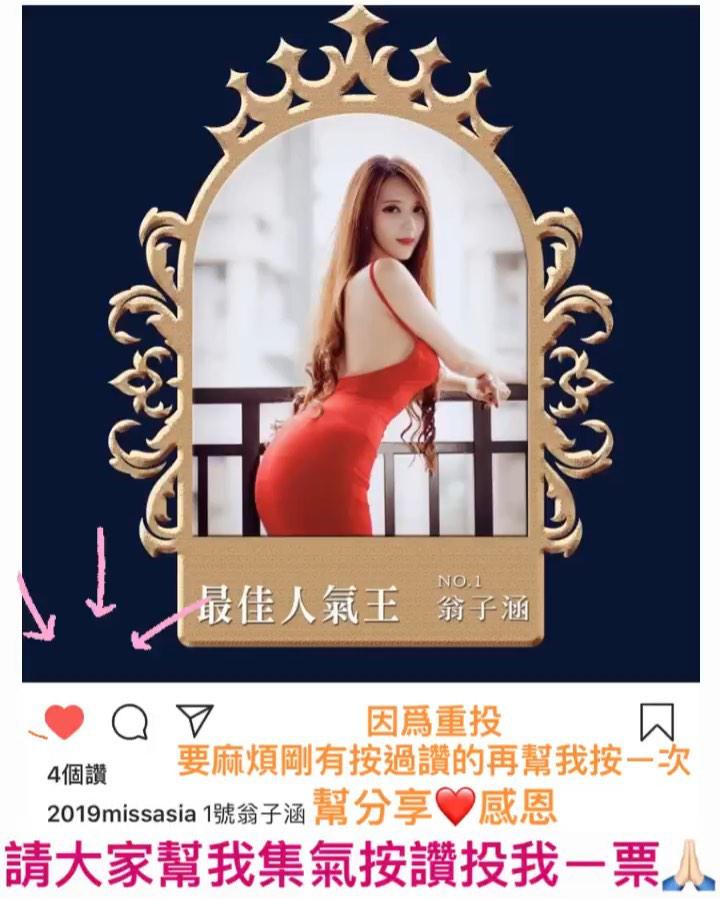 最佳人氣王
NO.1
翁子涵
因爲重投
要麻煩剛有按過讚的再幫我按一次
4個讚
2019missasia 1號翁子涵
幫分享❤️感恩
請大家幫我集氣按讚投我一票🙏🏻